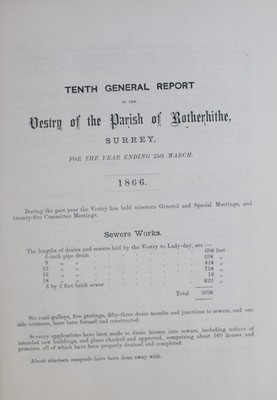 TENTH GENERAL REPORT
OF THE
Vestry of the Parish of Rotherhithe,
SURREY,
FOR THE YEAR ENDING 25th MARCH,
1866.
During the past year the Vestry has held nineteen General and Special Meetings, and
twenty-five Committee Meetings.
Sewers Works.
The lengths of drains and sewers laid by the Vestry to Lady-day, are :—
6-inch pipe drain 604 feet
9 „ „ 598 „
12 „ „ 424 „
15 „ „ 758 „
18 „ „ 18 „
3 by 2 feet brick sewer 622 „
Total
Six road-gulleys, five gratings, fifty-three drain mouths and junctions to sewers, and one
side entrance, have been formed and constructed.
Seventy applications have been made to drain houses into sewers, including notices of
intended new buildings, and plans checked and approved, comprising about 160 houses and
premises, all of which have been properly drained and completed.
About nineteen cesspools have been done away with.